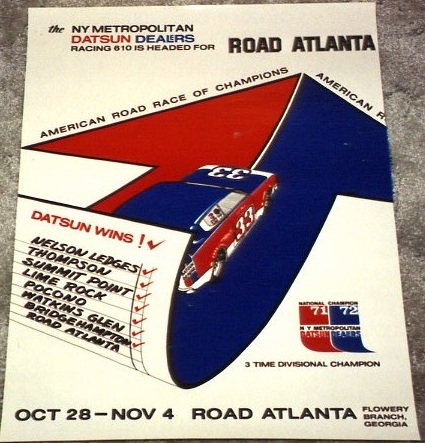 the NY METROPOLITAN
DATSUN DEALERS
RACING 610 IS HEADED FOR
ROAD ATLANTA
AMERICAN ROAD RACE OF CHAMPIONS
AMERICAN R
33
33
DATSUN WINS !✓
NELSON LEDGES
THOMPSON
SUMMIT POINT
LIME ROCK
POCONO
WATKINS GLEN
BRIDGEHAMPTON
ROAD ATLANTA
NATIONAL CHAMPION
71 72
N Y METROPOLITAN
DATSUN DEALERS
3 TIME DIVISIONAL CHAMPION
OCT 28-NOV 4 ROAD ATLANTA
FLOWERY
BRANCH,
GEORGIA